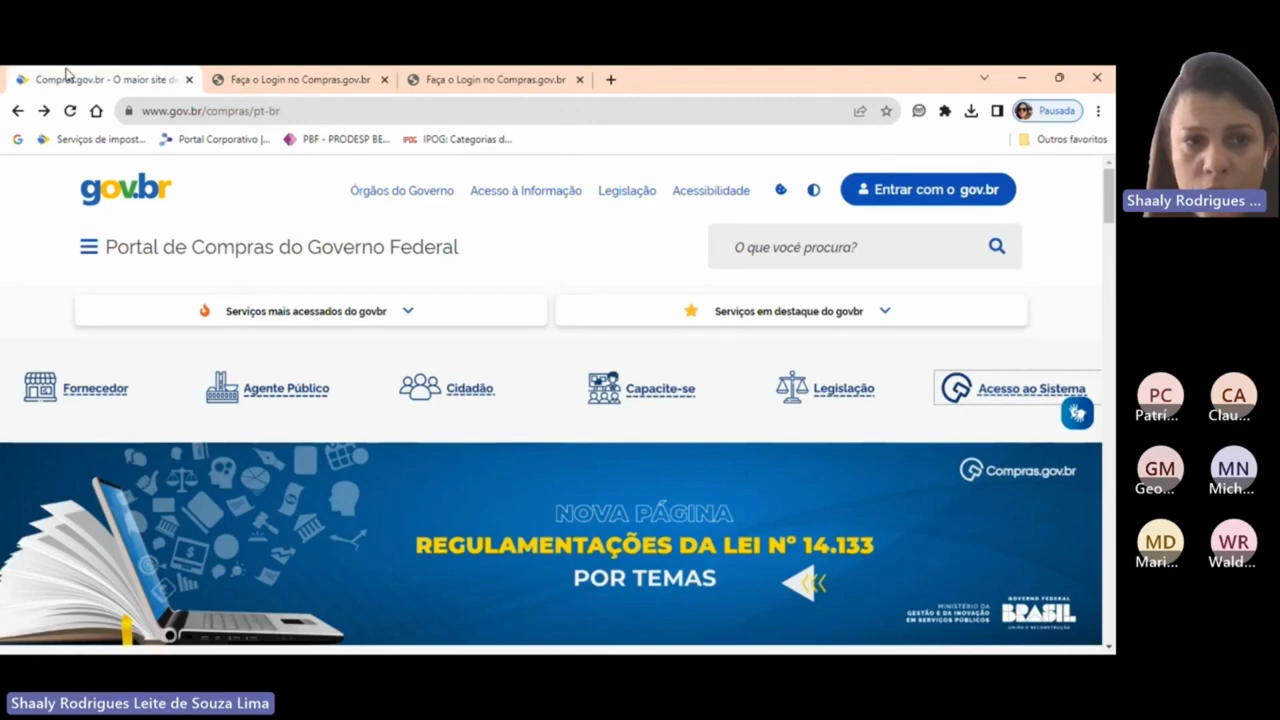 Compras.gov.br - O maior site de
Faça o Login no Compras.gov.br
Faça o Login no Compras.gov.br
www.gov.br/compras/pt-br
Pausada
Serviços de impost...
Portal Corporativo |...
PBF - PRODESP BE...
IPOG: Categorias d...
Outros favoritos
gov.br
Órgãos do Governo
Acesso à Informação
Legislação
Acessibilidade
Entrar com o gov.br
Portal de Compras do Governo Federal
O que você procura?
Serviços mais acessados do govbr
Serviços em destaque do govbr
Fornecedor
Agente Público
Cidadão
Capacite-se
Legislação
Acesso ao Sistema
Compras.gov.br
NOVA PÁGINA
REGULAMENTAÇÕES DA LEI Nº 14.133
POR TEMAS
MINISTÉRIO DA
GESTÃO E DA INOVAÇÃO
EM SERVIÇOS PÚBLICOS
GOVERNO FEDERAL
BRASIL
UNIÃO E RECONSTRUÇÃO
Shaaly Rodrigues ...
PC
Patrí...
CA
Clau...
GM
Geo...
MN
Mich...
MD
Mari...
WR
Wald...
Shaaly Rodrigues Leite de Souza Lima